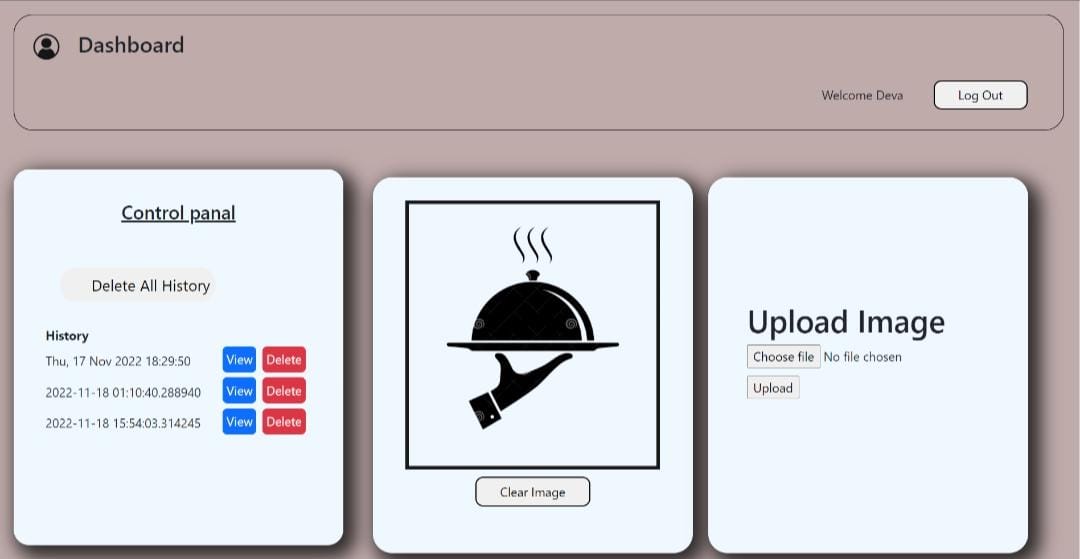 Dashboard
Welcome Deva
Log Out
Control panal
Delete All History
History
Thu, 17 Nov 2022 18:29:50 View Delete
2022-11-18 01:10:40.288940 View Delete
2022-11-18 15:54:03.314245 View Delete
Clear Image
Upload Image
Choose file No file chosen
Upload